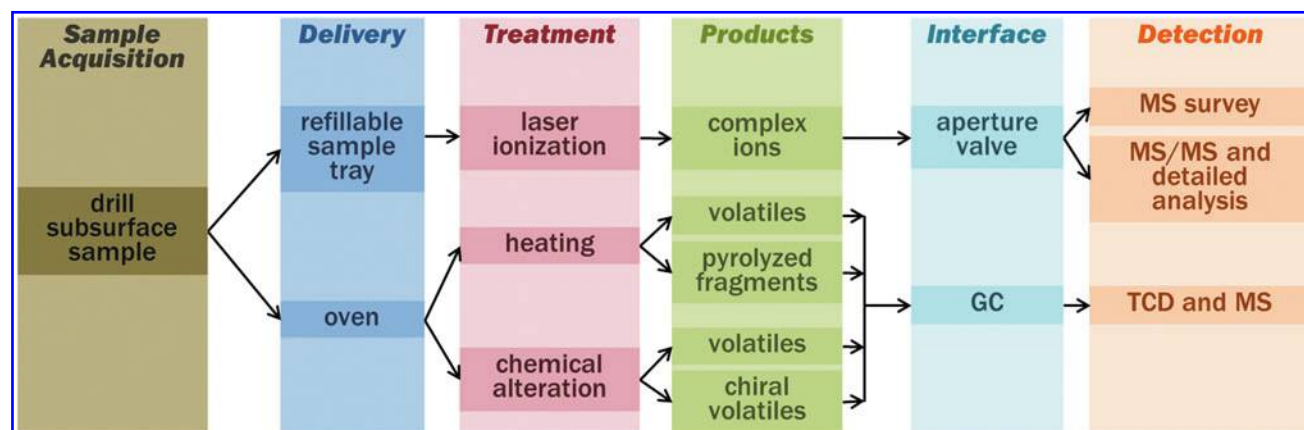 Sample
Acquisition
Delivery
Treatment
Products
Interface
Detection
drill
subsurface
sample
refillable
sample
tray
oven
laser
ionization
heating
chemical
alteration
complex
ions
volatiles
pyrolyzed
fragments
volatiles
chiral
volatiles
aperture
valve
GC
MS survey
MS/MS and
detailed
analysis
TCD and MS